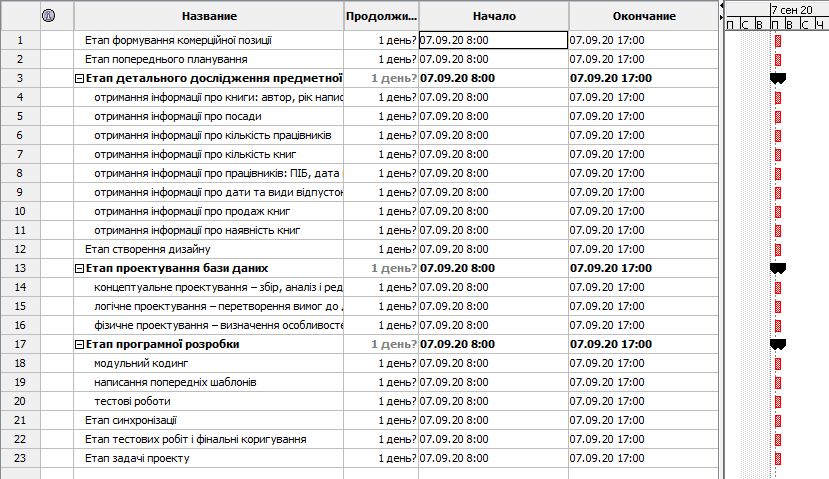 Название Продолжи... Начало Окончание 7 сен 20
П С В П В С Ч
1 Етап формування комерційної позиції 1 день? 07.09.20 8:00 07.09.20 17:00
2 Етап попереднього планування 1 день? 07.09.20 8:00 07.09.20 17:00
3 Етап детального дослідження предметної 1 день? 07.09.20 8:00 07.09.20 17:00
4 отримання інформації про книги: автор, рік напис 1 день? 07.09.20 8:00 07.09.20 17:00
5 отримання інформації про посади 1 день? 07.09.20 8:00 07.09.20 17:00
6 отримання інформації про кількість працівників 1 день? 07.09.20 8:00 07.09.20 17:00
7 отримання інформації про кількість книг 1 день? 07.09.20 8:00 07.09.20 17:00
8 отримання інформації про працівників: ПІБ, дата 1 день? 07.09.20 8:00 07.09.20 17:00
9 отримання інформації про дати та види відпусток 1 день? 07.09.20 8:00 07.09.20 17:00
10 отримання інформації про продаж книг 1 день? 07.09.20 8:00 07.09.20 17:00
11 отримання інформації про наявність книг 1 день? 07.09.20 8:00 07.09.20 17:00
12 Етап створення дизайну 1 день? 07.09.20 8:00 07.09.20 17:00
13 Етап проектування бази даних 1 день? 07.09.20 8:00 07.09.20 17:00
14 концептуальне проектування – збір, аналіз і ред 1 день? 07.09.20 8:00 07.09.20 17:00
15 логічне проектування – перетворення вимог до 1 день? 07.09.20 8:00 07.09.20 17:00
16 фізичне проектування – визначення особливосте 1 день? 07.09.20 8:00 07.09.20 17:00
17 Етап програмної розробки 1 день? 07.09.20 8:00 07.09.20 17:00
18 модульний кодинг 1 день? 07.09.20 8:00 07.09.20 17:00
19 написання попередніх шаблонів 1 день? 07.09.20 8:00 07.09.20 17:00
20 тестові роботи 1 день? 07.09.20 8:00 07.09.20 17:00
21 Етап синхронізації 1 день? 07.09.20 8:00 07.09.20 17:00
22 Етап тестових робіт і фінальні коригування 1 день? 07.09.20 8:00 07.09.20 17:00
23 Етап задачі проекту 1 день? 07.09.20 8:00 07.09.20 17:00